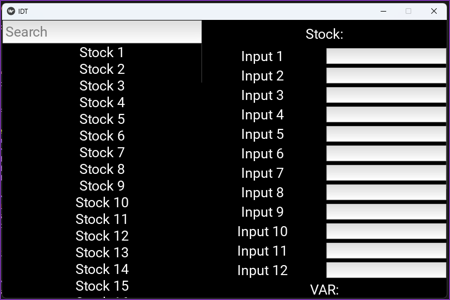 IDT
Search
Stock 1
Stock 2
Stock 3
Stock 4
Stock 5
Stock 6
Stock 7
Stock 8
Stock 9
Stock 10
Stock 11
Stock 12
Stock 13
Stock 14
Stock 15
Stock:
Input 1
Input 2
Input 3
Input 4
Input 5
Input 6
Input 7
Input 8
Input 9
Input 10
Input 11
Input 12
VAR: